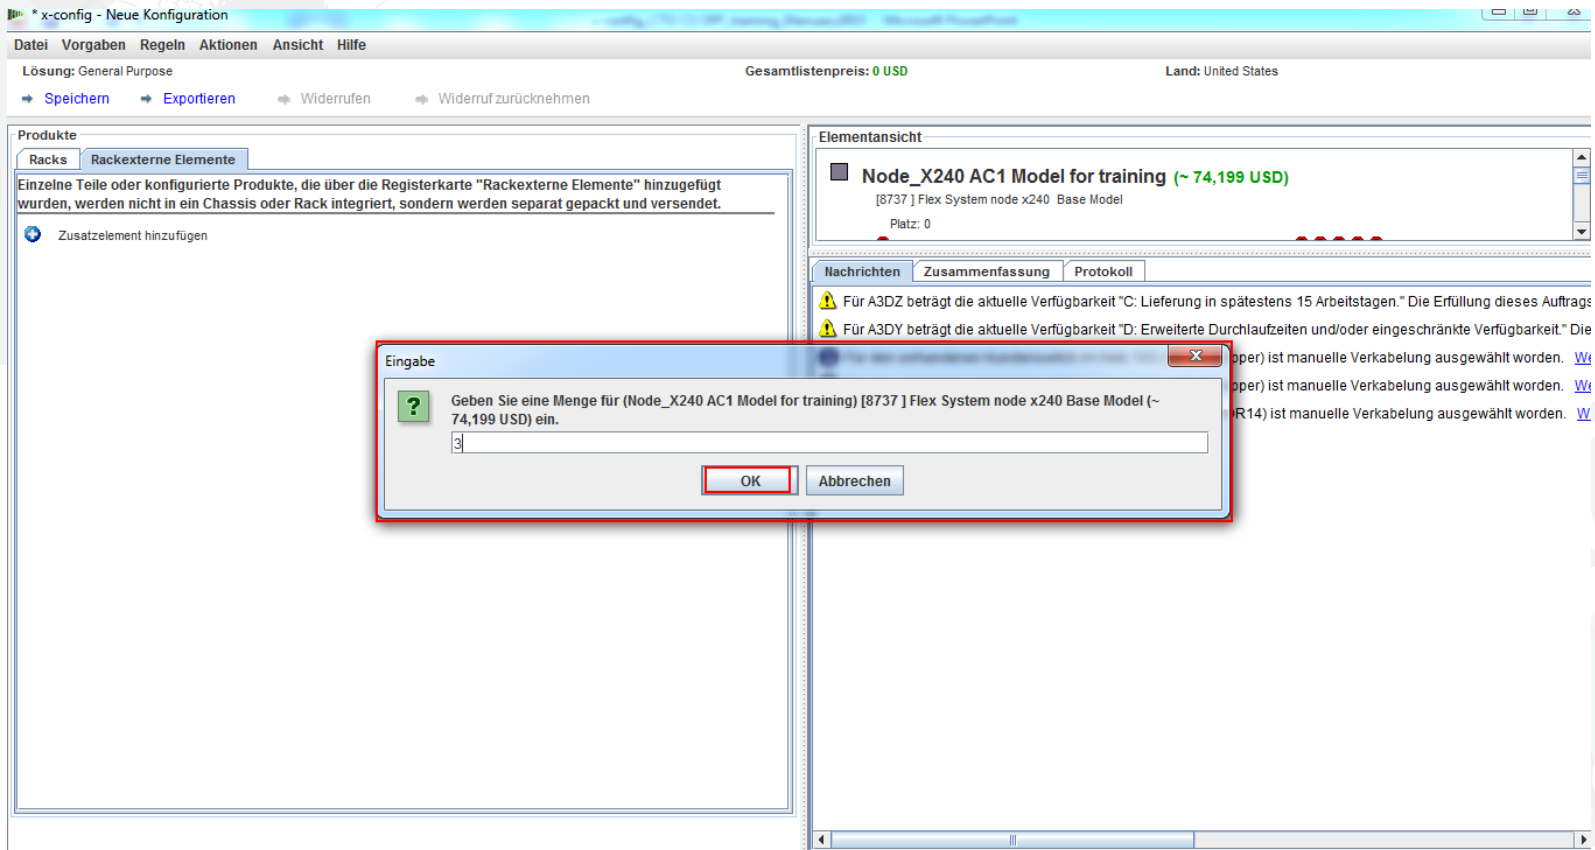 * x-config - Neue Konfiguration
Datei Vorgaben Regeln Aktionen Ansicht Hilfe
Lösung: General Purpose Gesamtlistenpreis: 0 USD Land: United States
Speichern Exportieren Widerrufen Widerruf zurücknehmen
Produkte
Racks Rackexterne Elemente
Einzelne Teile oder konfigurierte Produkte, die über die Registerkarte "Rackexterne Elemente" hinzugefügt
wurden, werden nicht in ein Chassis oder Rack integriert, sondern werden separat gepackt und versendet.
Zusatzelement hinzufügen
Elementansicht
Node_X240 AC1 Model for training (~ 74,199 USD)
[8737 ] Flex System node x240 Base Model
Platz: 0
Nachrichten Zusammenfassung Protokoll
Für A3DZ beträgt die aktuelle Verfügbarkeit "C: Lieferung in spätestens 15 Arbeitstagen." Die Erfüllung dieses Auftrags
Für A3DY beträgt die aktuelle Verfügbarkeit "D: Erweiterte Durchlaufzeiten und/oder eingeschränkte Verfügbarkeit." Die
pper) ist manuelle Verkabelung ausgewählt worden. We
pper) ist manuelle Verkabelung ausgewählt worden. We
R14) ist manuelle Verkabelung ausgewählt worden. W
Eingabe
Geben Sie eine Menge für (Node_X240 AC1 Model for training) [8737 ] Flex System node x240 Base Model (~
74,199 USD) ein.
3
OK Abbrechen